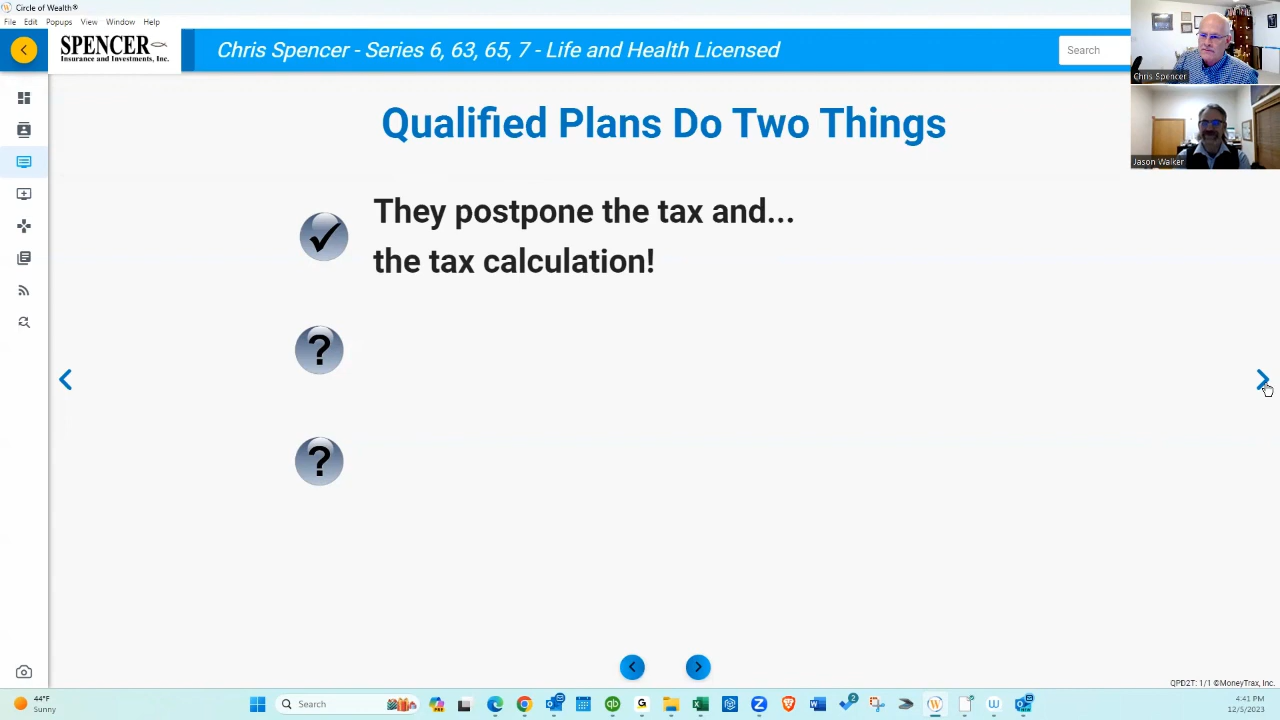 Circle of Wealth®
File Edit Popups View Window Help
SPENCER
Insurance and Investments, Inc.
Chris Spencer - Series 6, 63, 65, 7 - Life and Health Licensed
Search
Chris Spencer
Jason Walker
Qualified Plans Do Two Things
They postpone the tax and...
the tax calculation!
?
?
QPD2T: 1/1 ©MoneyTrax, Inc.
44°F
Sunny
Search
4:41 PM
12/5/2023